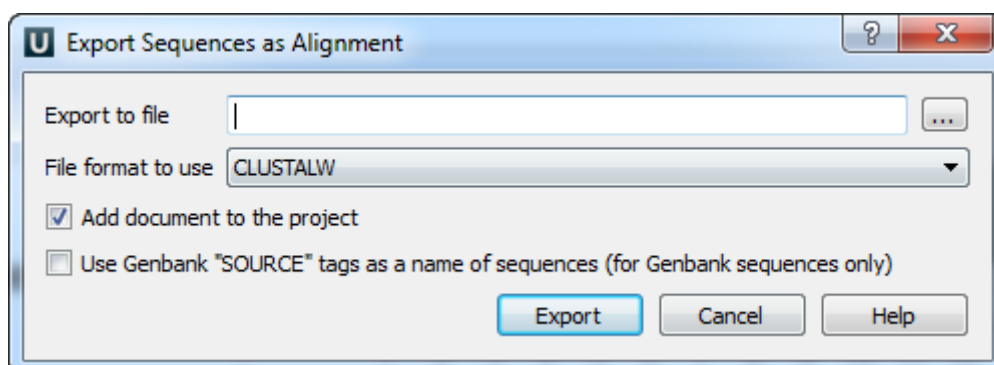 U Export Sequences as Alignment ?
Export to file ...
File format to use CLUSTALW
Add document to the project
Use Genbank "SOURCE" tags as a name of sequences (for Genbank sequences only)
Export Cancel Help